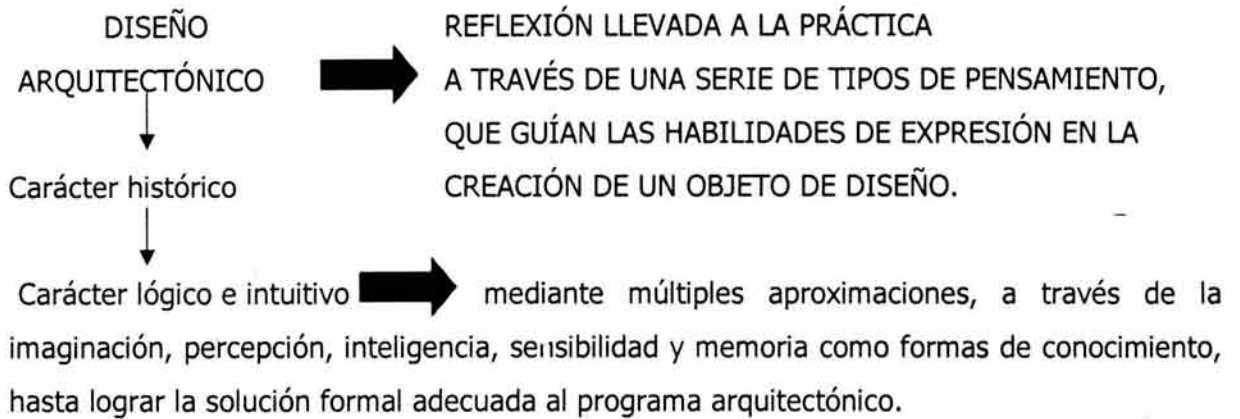 DISEÑO
ARQUITECTÓNICO
REFLEXIÓN LLEVADA A LA PRÁCTICA
A TRAVÉS DE UNA SERIE DE TIPOS DE PENSAMIENTO,
QUE GUÍAN LAS HABILIDADES DE EXPRESIÓN EN LA
CREACIÓN DE UN OBJETO DE DISEÑO.
Carácter histórico
Carácter lógico e intuitivo mediante múltiples aproximaciones, a través de la
imaginación, percepción, inteligencia, sensibilidad y memoria como formas de conocimiento,
hasta lograr la solución formal adecuada al programa arquitectónico.